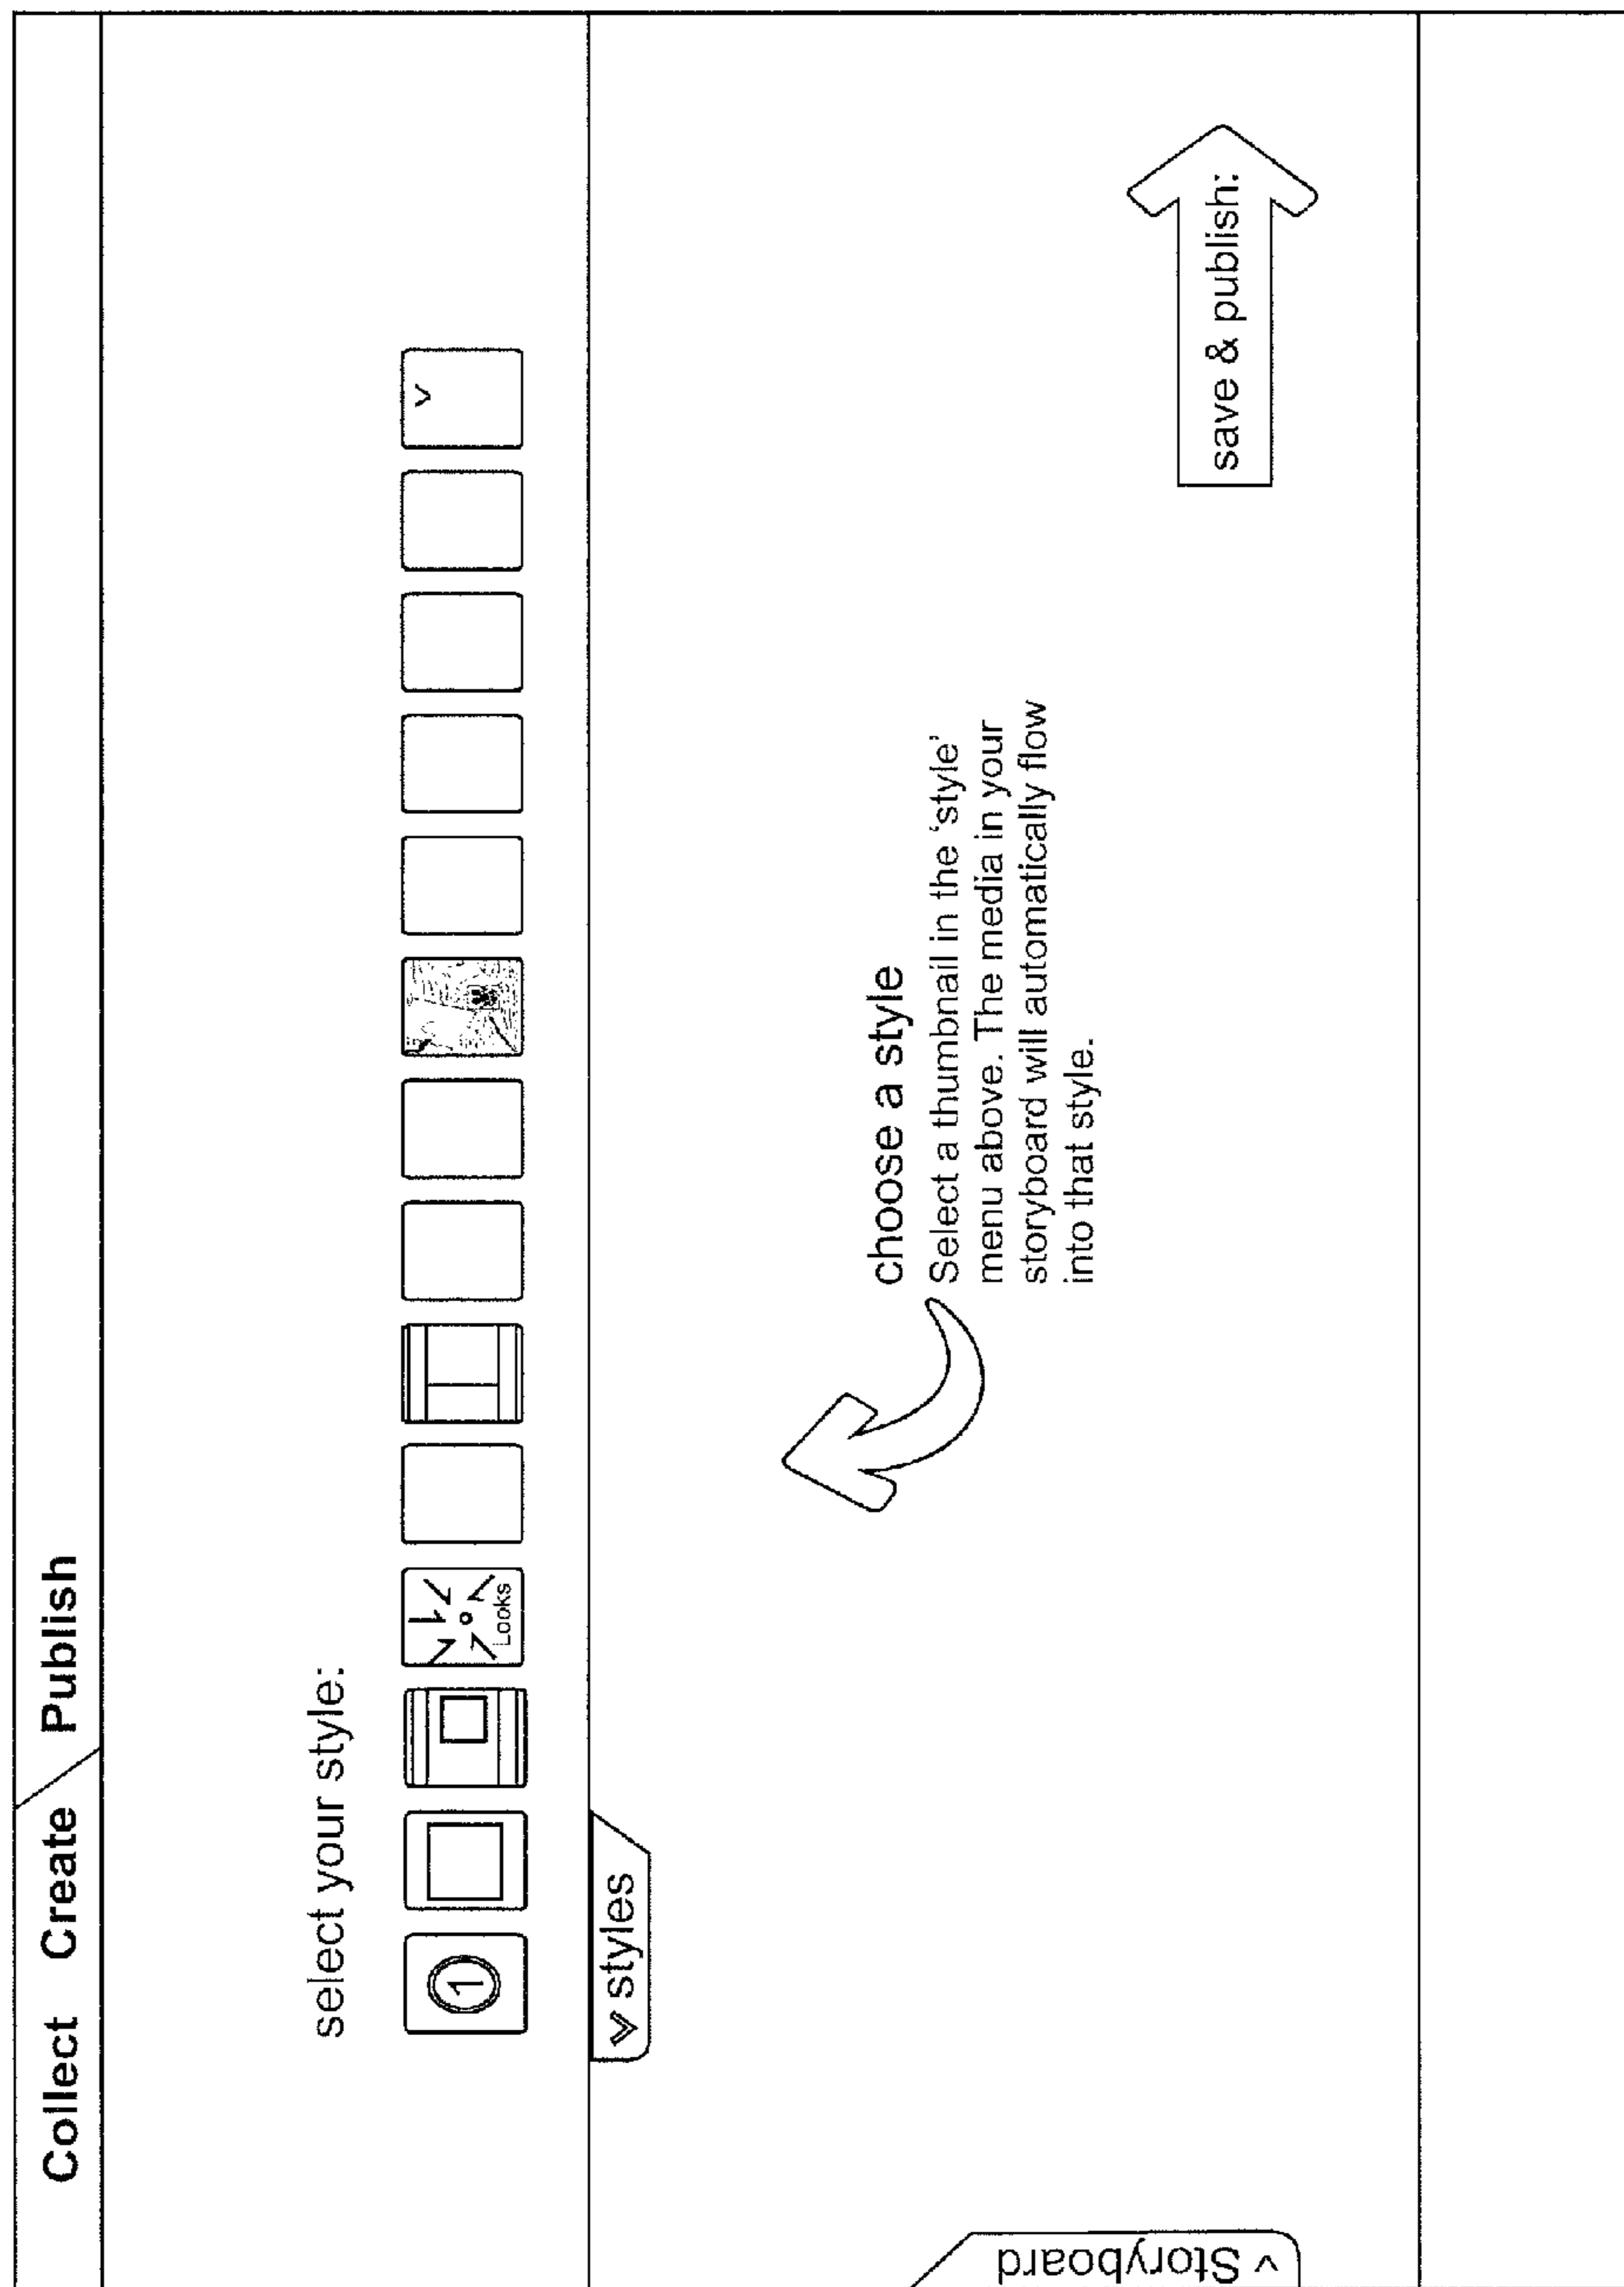 Collect Create Publish
select your style:
1
Looks
styles
choose a style
Select a thumbnail in the ‘style’
menu above. The media in your
storyboard will automatically flow
into that style.
save & publish:
Storyboard